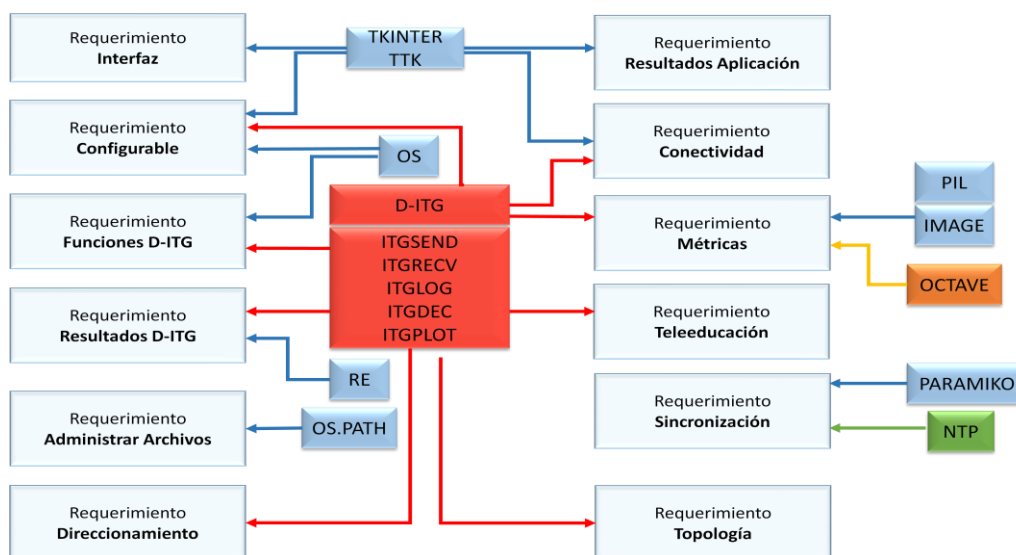 Requerimiento
Interfaz
TKINTER
TTK
Requerimiento
Resultados Aplicación
Requerimiento
Configurable
OS
Requerimiento
Conectividad
D-ITG
PIL
IMAGE
Requerimiento
Funciones D-ITG
ITGSEND
ITGRECV
ITGLOG
ITGDEC
ITGPLOT
Requerimiento
Métricas
OCTAVE
Requerimiento
Resultados D-ITG
RE
Requerimiento
Teleeducación
Requerimiento
Administrar Archivos
OS.PATH
Requerimiento
Sincronización
PARAMIKO
NTP
Requerimiento
Direccionamiento
Requerimiento
Topología